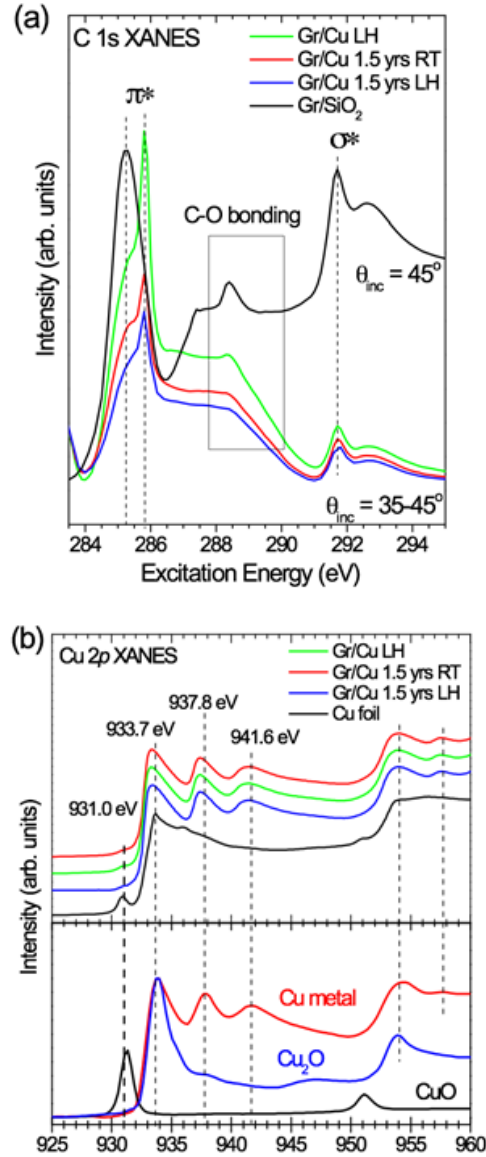 (a)
C 1s XANES
Gr/Cu LH
Gr/Cu 1.5 yrs RT
Gr/Cu 1.5 yrs LH
Gr/SiO₂
π*
σ*
C-O bonding
θinc = 45°
θinc = 35-45°
Intensity (arb. units)
284 286 288 290 292 294
Excitation Energy (eV)
(b)
Cu 2p XANES
Gr/Cu LH
Gr/Cu 1.5 yrs RT
Gr/Cu 1.5 yrs LH
Cu foil
937.8 eV
933.7 eV
941.6 eV
931.0 eV
Intensity (arb. units)
Cu metal
Cu₂O
CuO
925 930 935 940 945 950 955 960